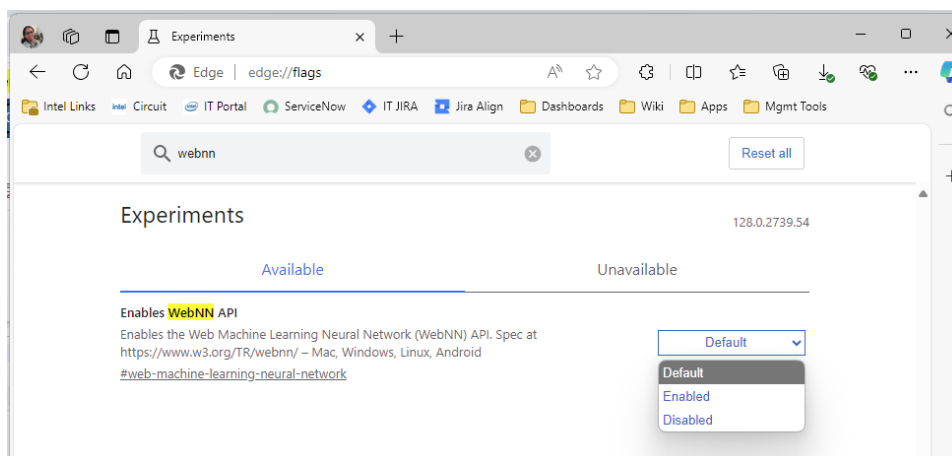 Experiments
Edge edge://flags
Intel Links intel Circuit IT Portal ServiceNow IT JIRA Jira Align Dashboards Wiki Apps Mgmt Tools
webnn Reset all
Experiments 128.0.2739.54
Available Unavailable
Enables WebNN API
Enables the Web Machine Learning Neural Network (WebNN) API. Spec at
https://www.w3.org/TR/webnn/ – Mac, Windows, Linux, Android
#web-machine-learning-neural-network
Default
Default
Enabled
Disabled